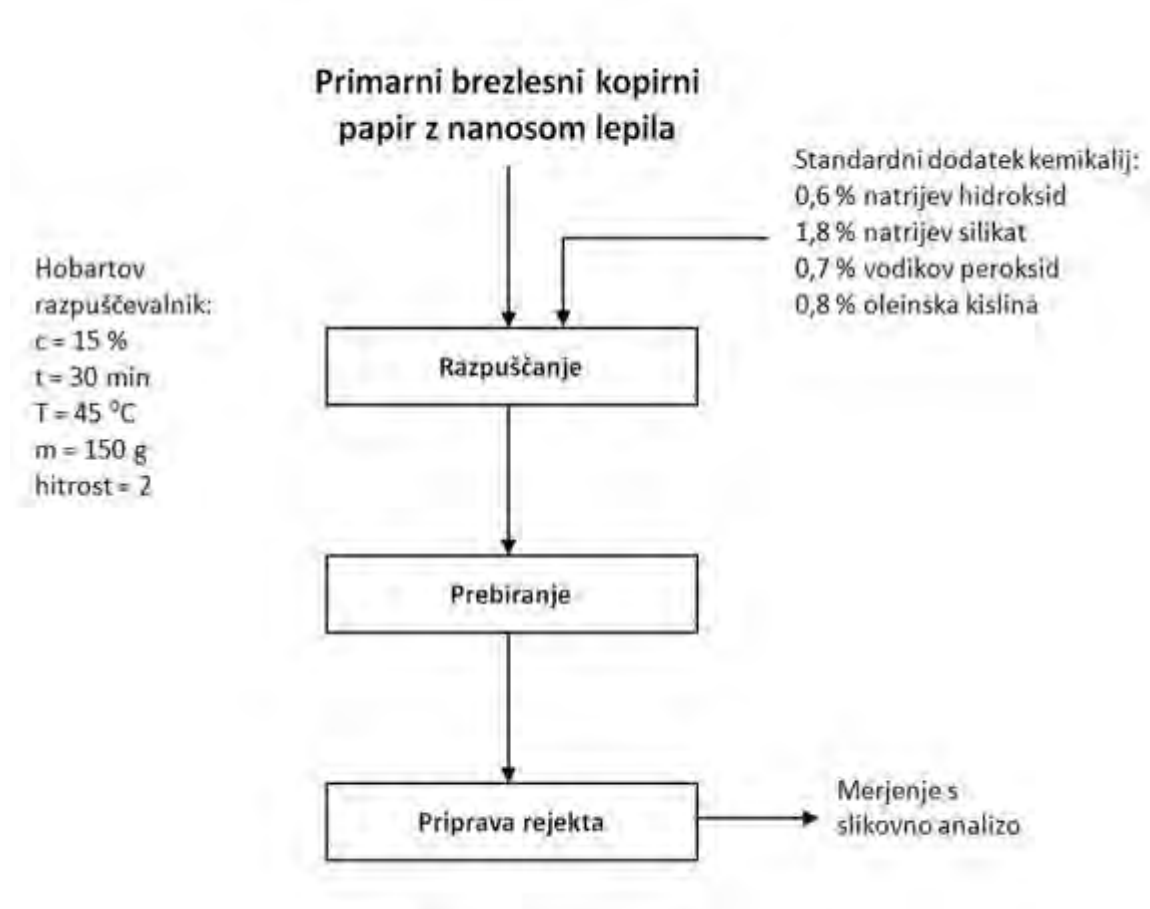 Primarni brezlesni kopirni
papir z nanosom lepila
Standardni dodatek kemikalij:
0,6 % natrijev hidroksid
1,8 % natrijev silikat
0,7 % vodikov peroksid
0,8 % oleinska kislina
Hobartov
razpuščevalnik:
c = 15 %
t = 30 min
T = 45 ⁰C
m = 150 g
hitrost = 2
Razpuščanje
Prebiranje
Priprava rejekta
Merjenje s
slikovno analizo